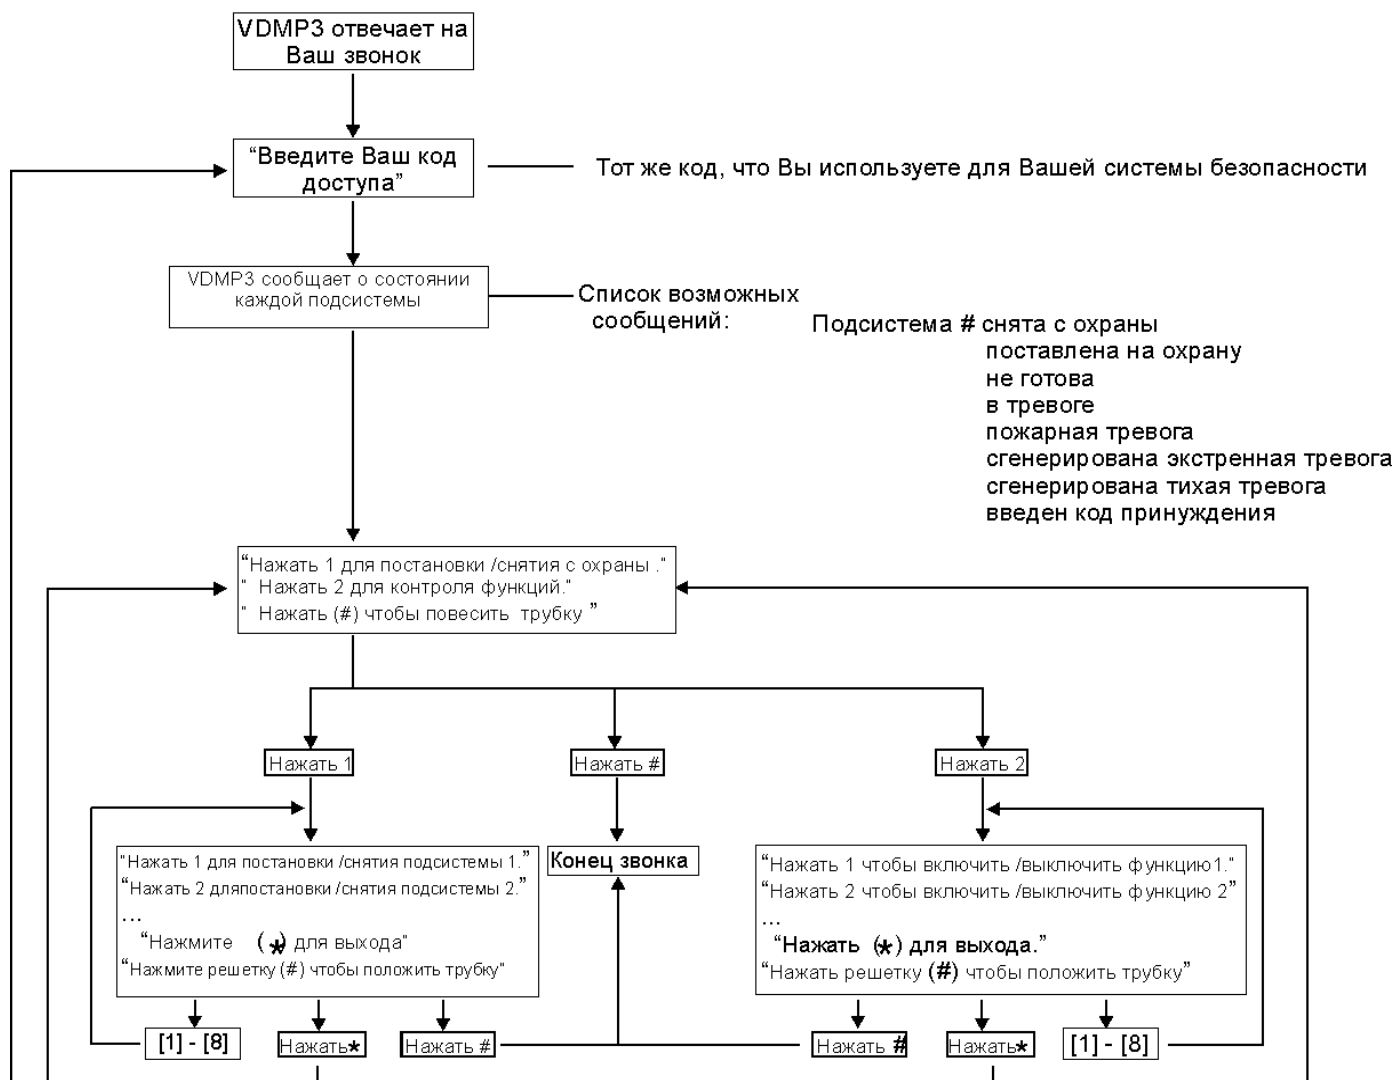 VDMP3 отвечает на
Ваш звонок
“Введите Ваш код
доступа”
Тот же код, что Вы используете для Вашей системы безопасности
VDMP3 сообщает о состоянии
каждой подсистемы
Список возможных
сообщений:
Подсистема # снята с охраны
поставлена на охрану
не готова
в тревоге
пожарная тревога
сгенерирована экстренная тревога
сгенерирована тихая тревога
введен код принуждения
“Нажать 1 для постановки /снятия с охраны .”
" Нажать 2 для контроля функций."
" Нажать (#) чтобы повесить трубку ”
Нажать 1
Нажать #
Нажать 2
"Нажать 1 для постановки /снятия подсистемы 1.”
“Нажать 2 дляпостановки /снятия подсистемы 2.”
...
“Нажмите (*) для выхода"
“Нажмите решетку (#) чтобы положить трубку"
Конец звонка
“Нажать 1 чтобы включить /выключить функцию1."
“Нажать 2 чтобы включить /выключить функцию 2”
...
“Нажать (*) для выхода.”
“Нажать решетку (#) чтобы положить трубку”
[1] - [8]
Нажать*
Нажать #
Нажать #
Нажать*
[1] - [8]